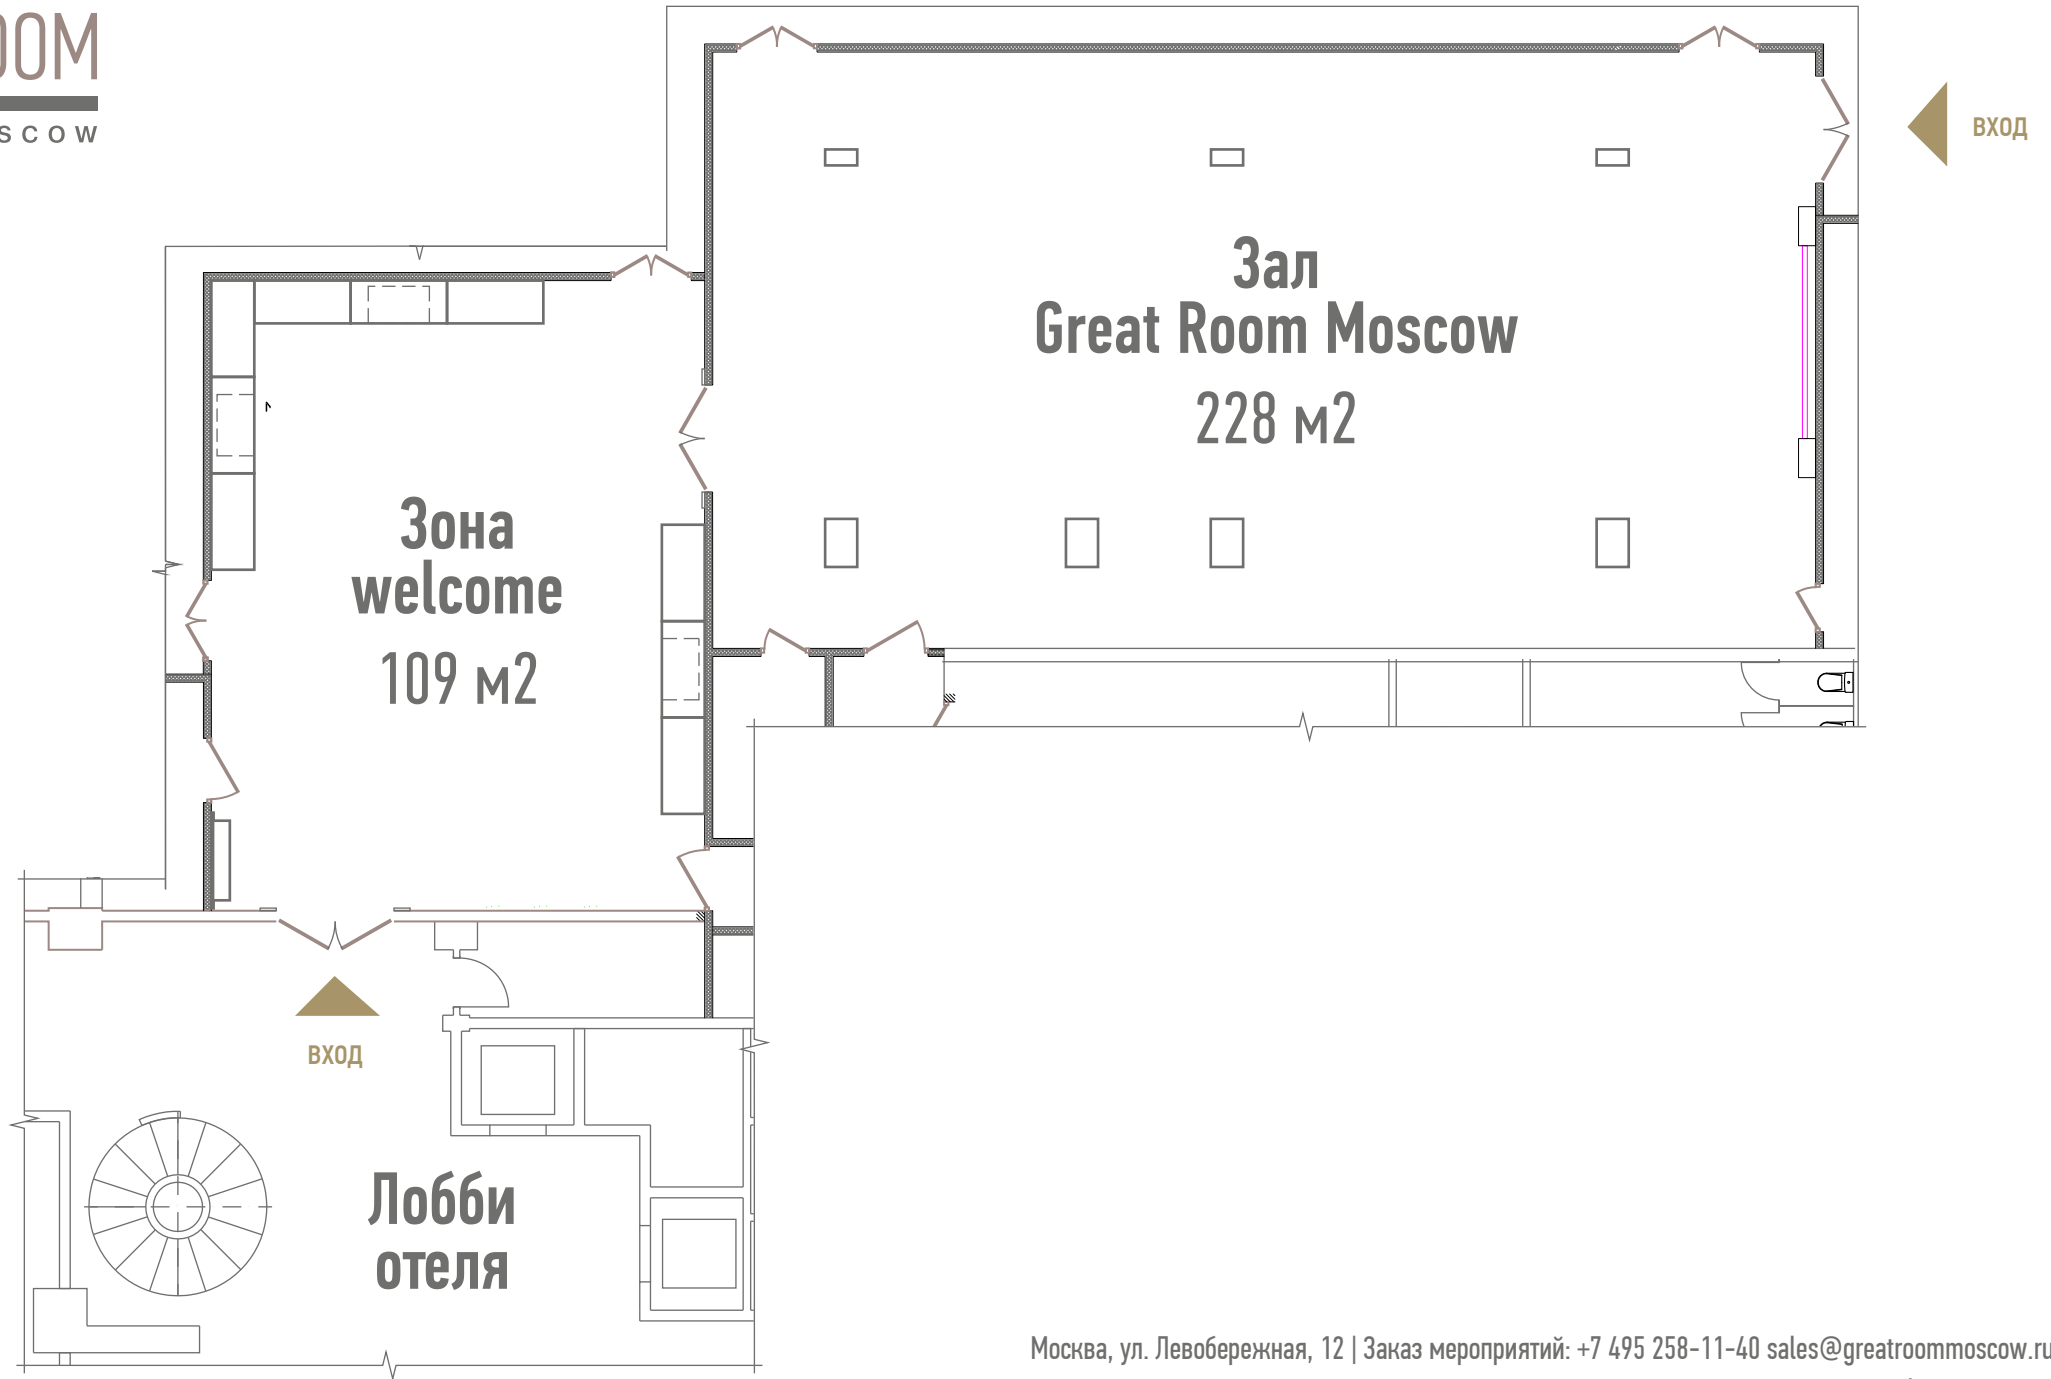 OOM
scow
вход
Зал
Great Room Moscow
228 м2
Зона
welcome
109 м2
вход
Лобби
отеля
Москва, ул. Левобережная, 12 | Заказ мероприятий: +7 495 258-11-40 sales@greatroommoscow.ru